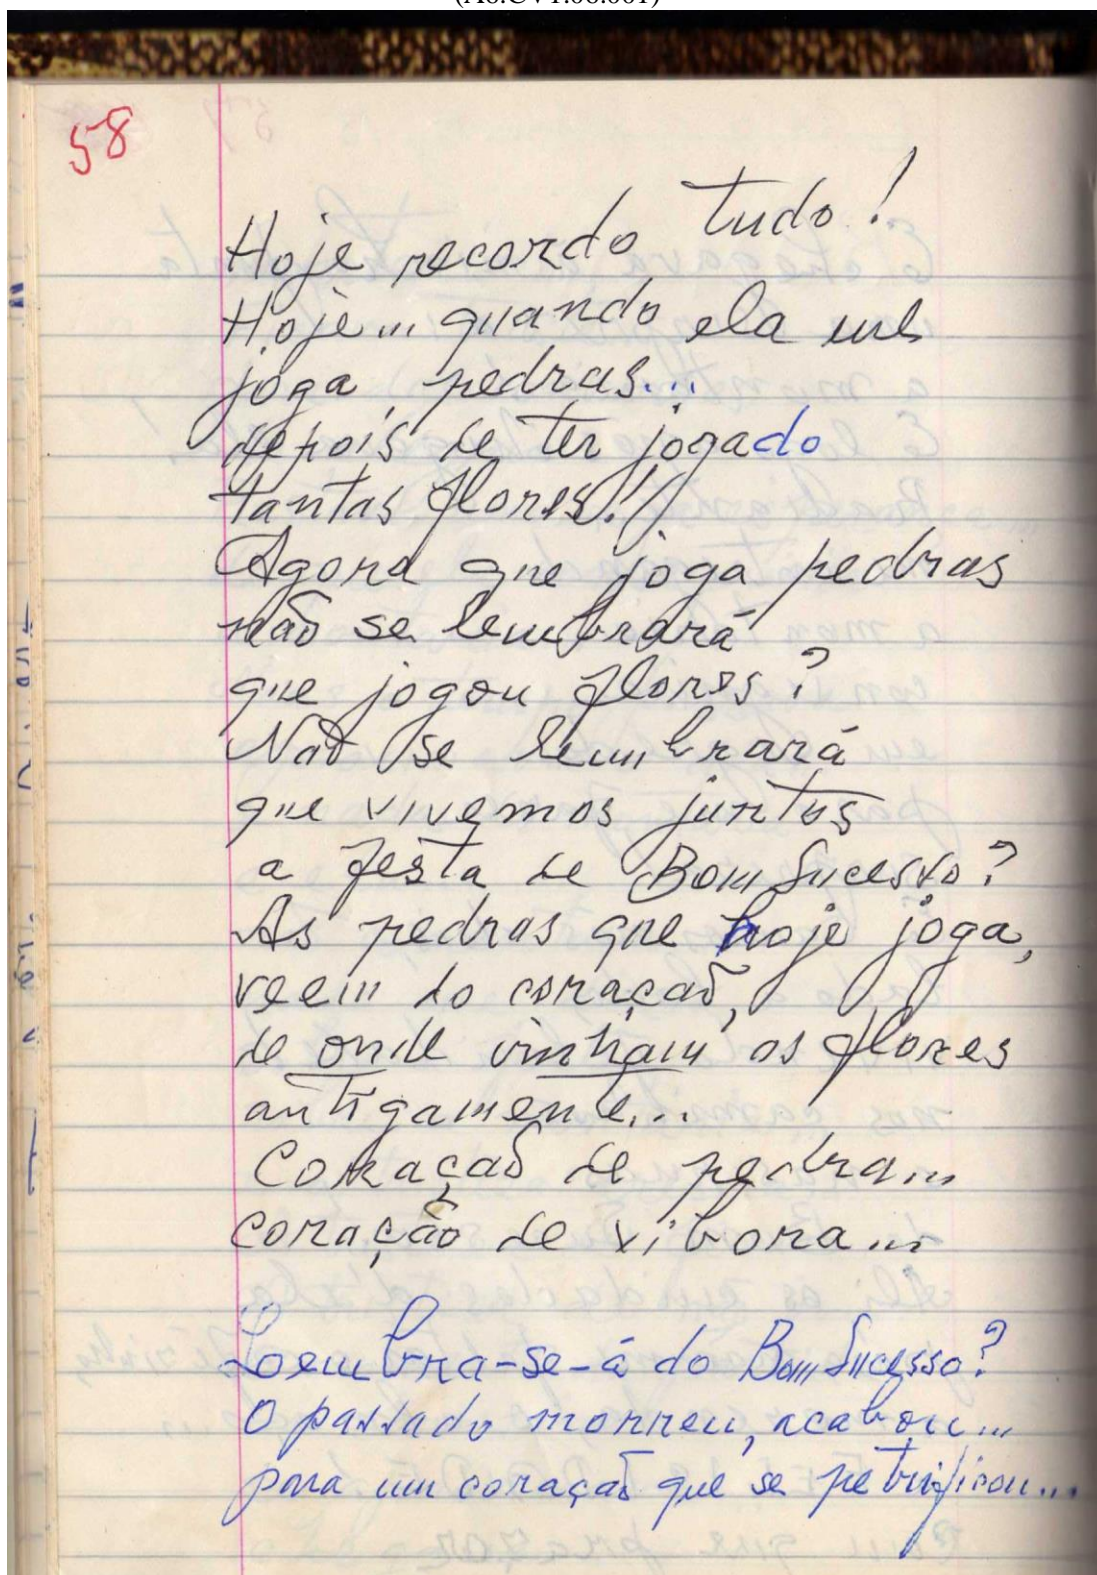 58
Hoje recordo tudo!
Hoje... quando ela me
joga, pedras...
depois de ter jogado
tantas flores!
Agora que joga pedras
não se lembrará
que jogou flores?
Não se lembrará
que vivemos juntos
a festa de Bom Sucesso?
As pedras que hoje joga,
veem do coração,
de onde vinham as flores
antigamente...
Coração de pedra...
coração de vibora...
Lembra-se-á do Bom Sucesso?
O passado morreu, acabou...
para um coração que se petrificou...